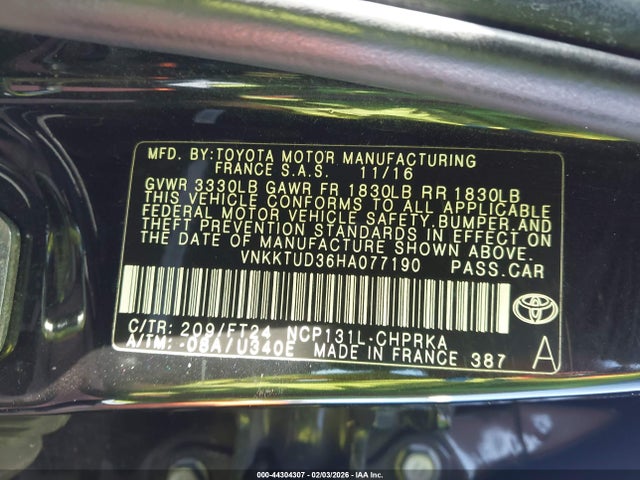 MFD. BY:TOYOTA MOTOR MANUFACTURING
FRANCE S.A.S. 11/16
GVWR 3330LB GAWR FR 1830LB RR 1830LB
THIS VEHICLE CONFORMS TO ALL APPLICABLE
FEDERAL MOTOR VEHICLE SAFETY, BUMPER, AND
THEFT PREVENTION STANDARDS IN EFFECT ON
THE DATE OF MANUFACTURE SHOWN ABOVE.
VNKKTUD36HA077190 PASS.CAR
C/TR: 209/FT24 NCP131L-CHPRKA
A/TM: -08A/U340E MADE IN FRANCE 387
A
000-44304307 - 02/03/2026 - IAA Inc.